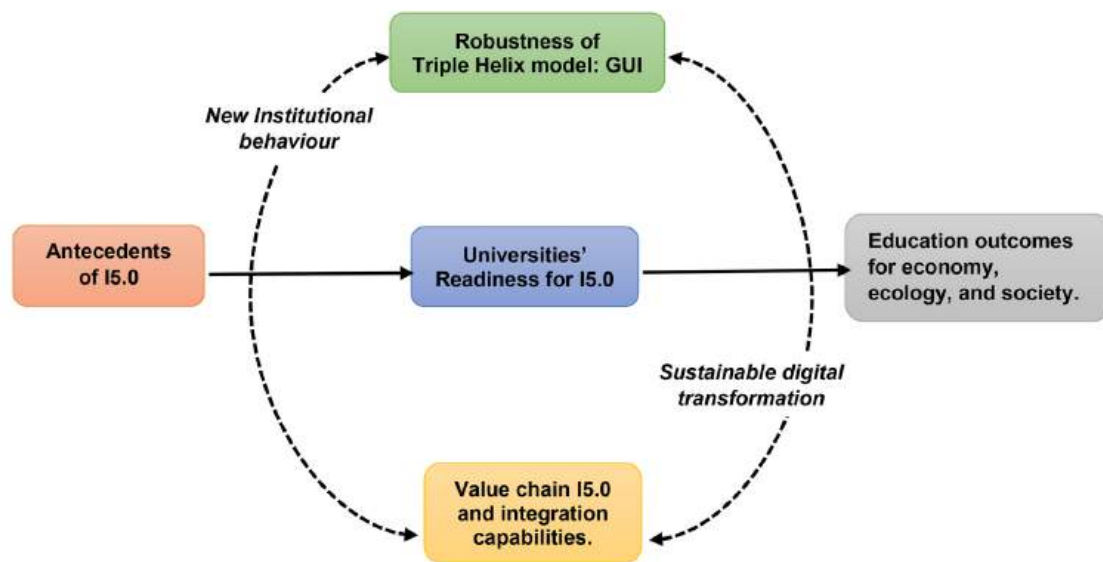 Robustness of
Triple Helix model: GUI
New Institutional
behaviour
Antecedents
of I5.0
Universities’
Readiness for I5.0
Education outcomes
for economy,
ecology, and society.
Sustainable digital
transformation
Value chain I5.0
and integration
capabilities.